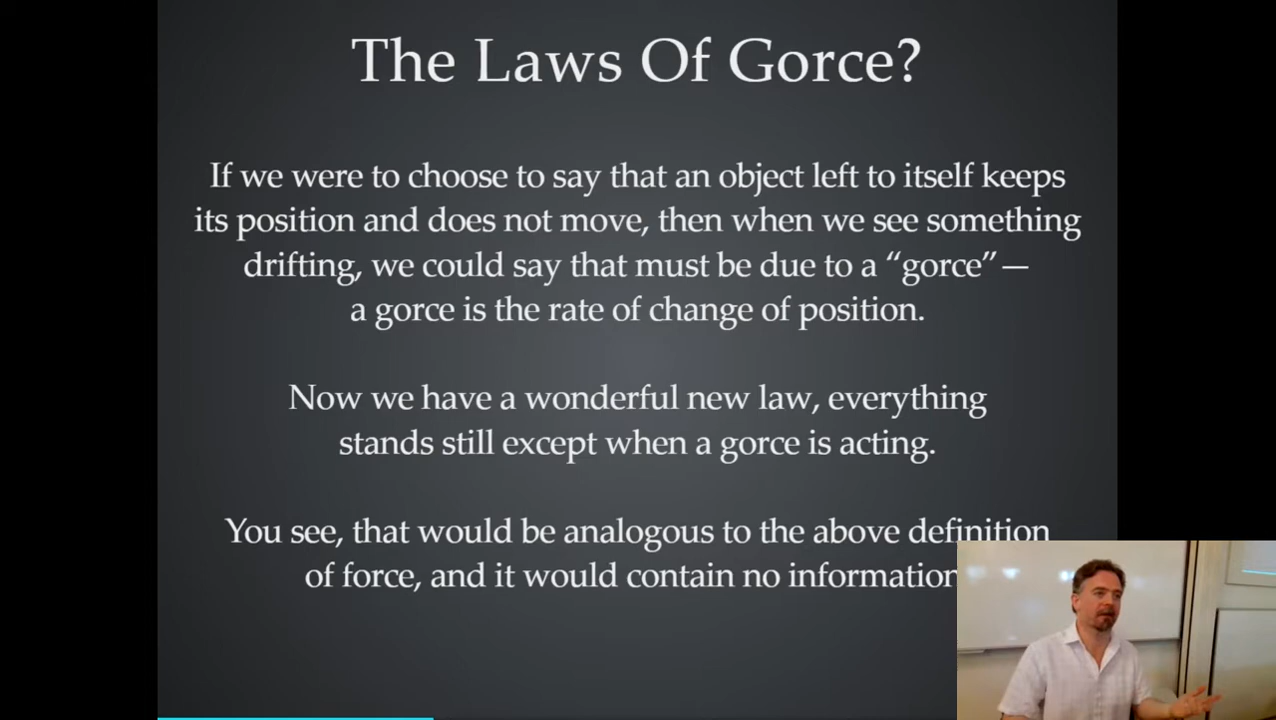 The Laws Of Gorce?
If we were to choose to say that an object left to itself keeps
its position and does not move, then when we see something
drifting, we could say that must be due to a “gorce”—
a gorce is the rate of change of position.
Now we have a wonderful new law, everything
stands still except when a gorce is acting.
You see, that would be analogous to the above definition
of force, and it would contain no information